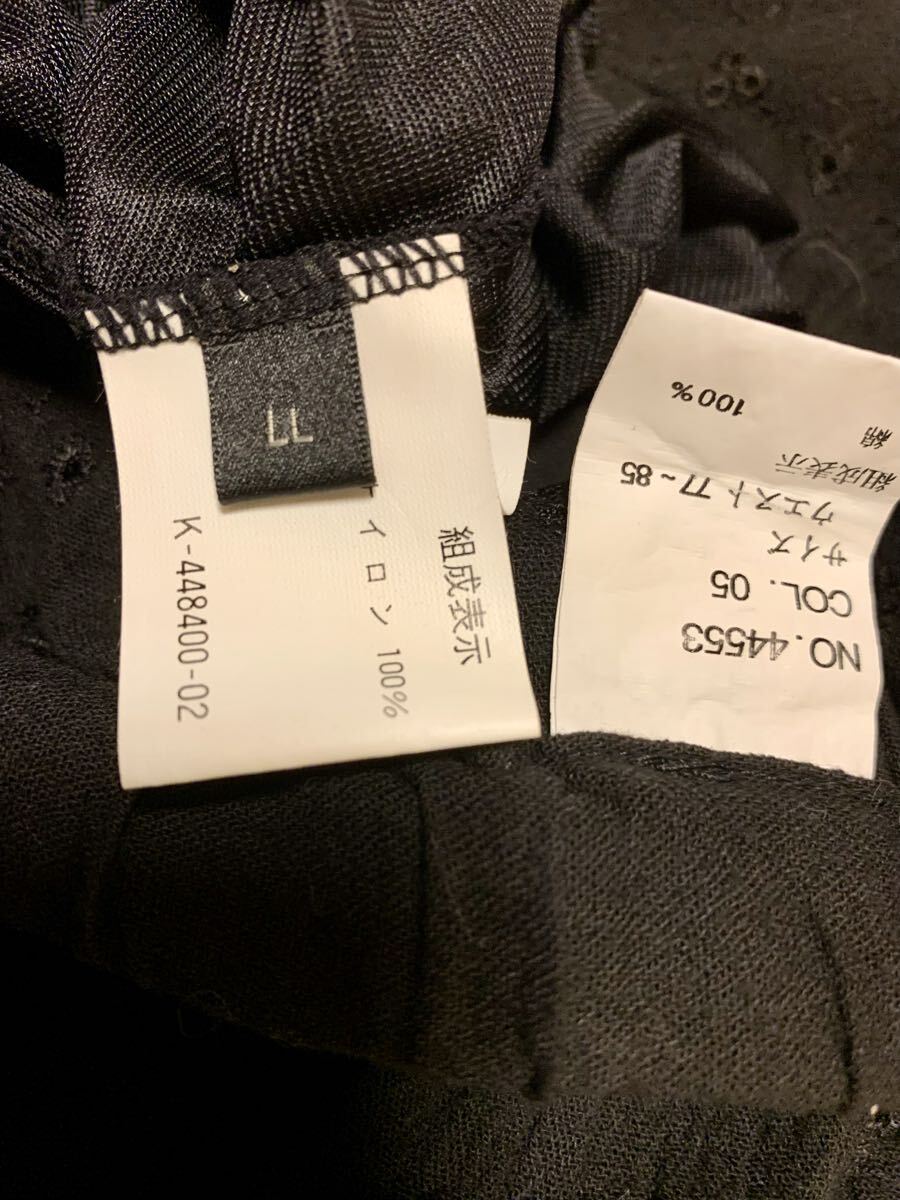 LL
組成表示
イロン 100%
K-448400-02
NO. 44553
COL. 05
サイズ
ウエスト 77~85
組成表示
綿 100%